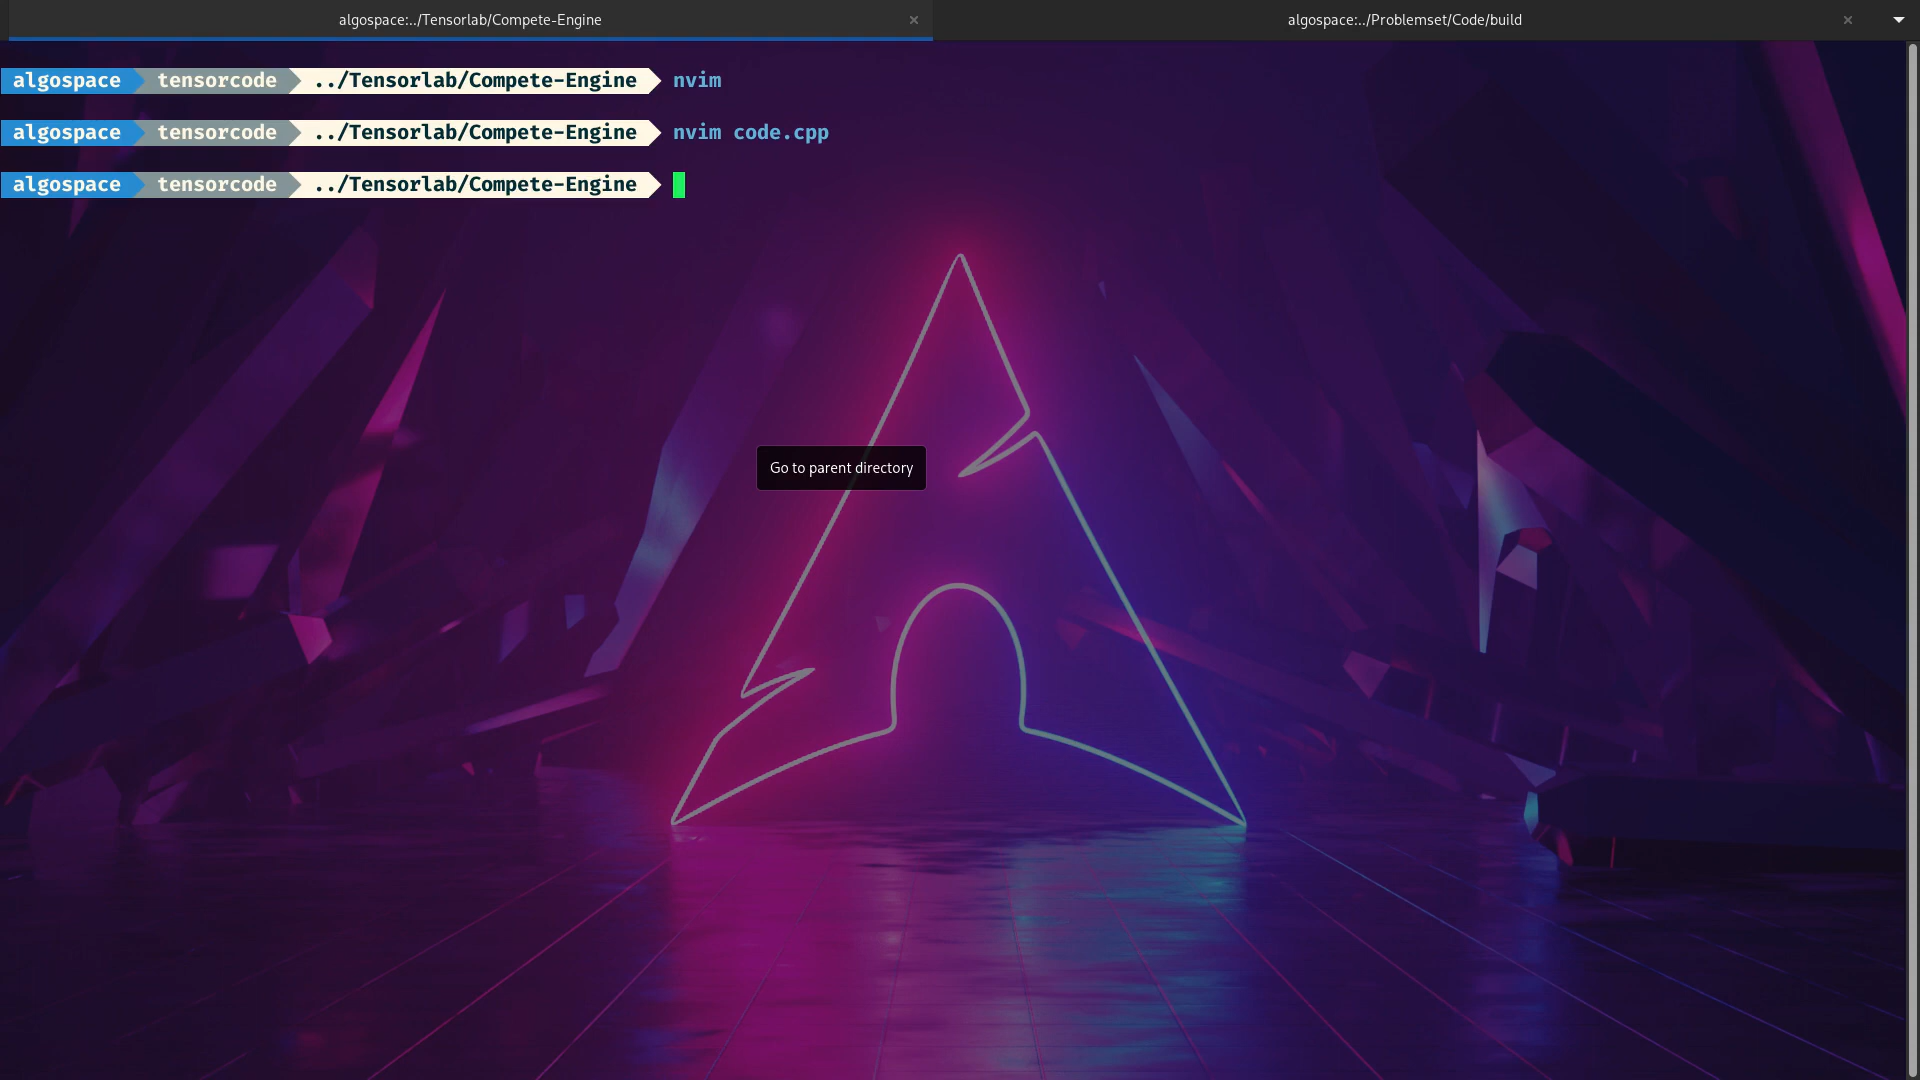 algospace:../Tensorlab/Compete-Engine
algospace:../Problemset/Code/build
algospace tensorcode ../Tensorlab/Compete-Engine nvim
algospace tensorcode ../Tensorlab/Compete-Engine nvim code.cpp
algospace tensorcode ../Tensorlab/Compete-Engine
Go to parent directory